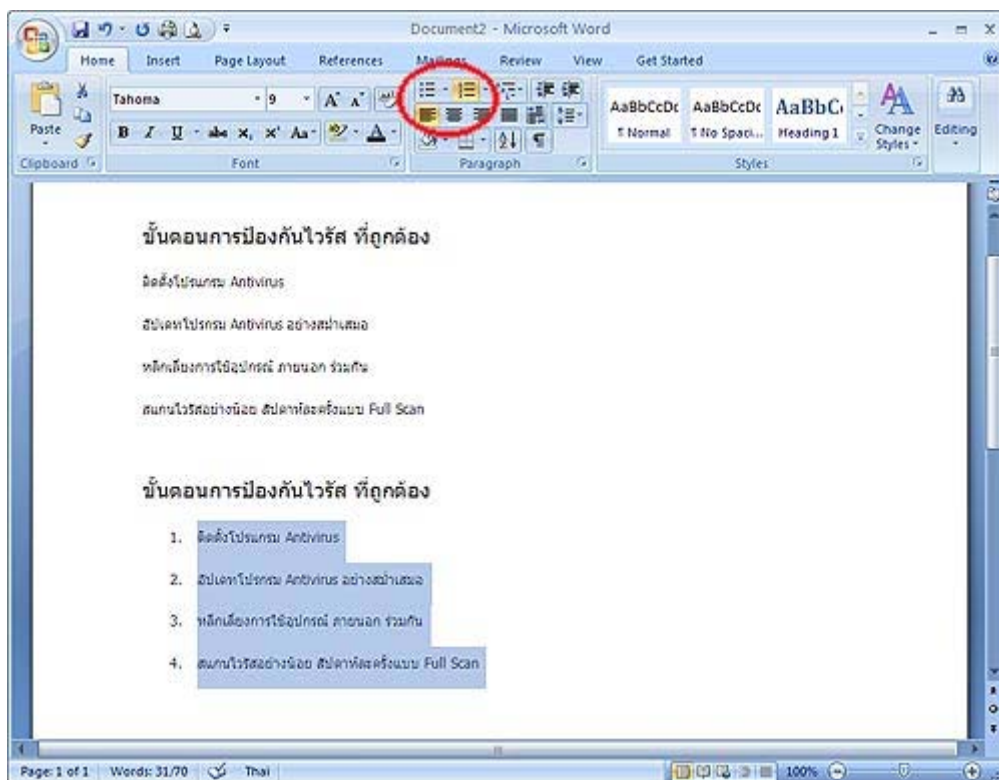 Document2 - Microsoft Word
Home Insert Page Layout References Mailings Review View Get Started
Paste
Clipboard
Tahoma 9
B I U abc x, x' Aa A
Font
Paragraph
AaBbCcDc AaBbCcDc AaBbC
¶ Normal ¶ No Spaci... Heading 1
Styles
Change Styles
Editing
ขั้นตอนการป้องกันไวรัส ที่ถูกต้อง
ติดตั้งโปรแกรม Antivirus
อัปเดทโปรกรม Antivirus อย่างสม่ำเสมอ
หลีกเลี่ยงการใช้อุปกรณ์ ภายนอก ร่วมกัน
สแกนไวรัสอย่างน้อย สัปดาห์ละครั้งแบบ Full Scan
ขั้นตอนการป้องกันไวรัส ที่ถูกต้อง
1. ติดตั้งโปรแกรม Antivirus
2. อัปเดทโปรกรม Antivirus อย่างสม่ำเสมอ
3. หลีกเลี่ยงการใช้อุปกรณ์ ภายนอก ร่วมกัน
4. สแกนไวรัสอย่างน้อย สัปดาห์ละครั้งแบบ Full Scan
Page: 1 of 1 Words: 31/70 Thai 100%